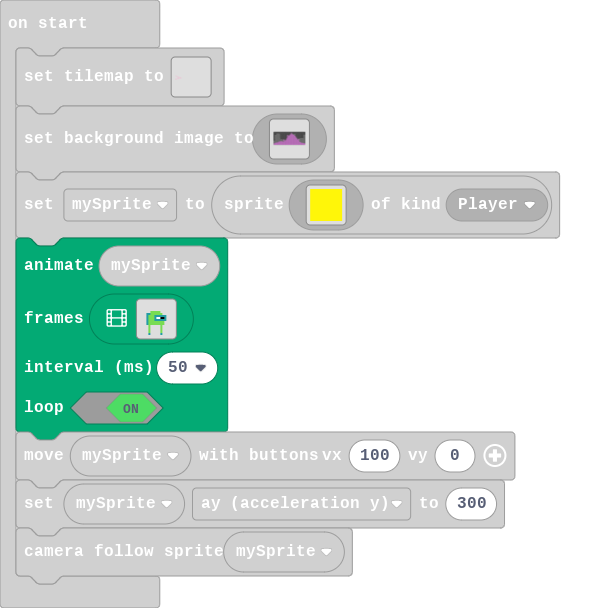 on start
set tilemap to
set background image to
set mySprite to sprite of kind Player
animate mySprite
frames
interval (ms) 50
loop ON
move mySprite with buttons vx 100 vy 0
set mySprite ay (acceleration y) to 300
camera follow sprite mySprite